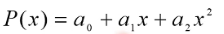 P(x) = a₀ + a₁x + a₂x²